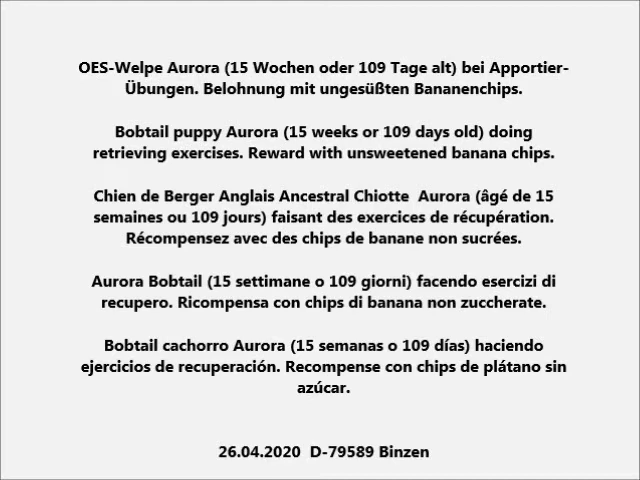 OES-Welpe Aurora (15 Wochen oder 109 Tage alt) bei Apportier-
Übungen. Belohnung mit ungesüßten Bananenchips.
Bobtail puppy Aurora (15 weeks or 109 days old) doing
retrieving exercises. Reward with unsweetened banana chips.
Chien de Berger Anglais Ancestral Chiotte  Aurora (âgé de 15
semaines ou 109 jours) faisant des exercices de récupération.
Récompensez avec des chips de banane non sucrées.
Aurora Bobtail (15 settimane o 109 giorni) facendo esercizi di
recupero. Ricompensa con chips di banana non zuccherate.
Bobtail cachorro Aurora (15 semanas o 109 días) haciendo
ejercicios de recuperación. Recompense con chips de plátano sin
azúcar.
26.04.2020  D-79589 Binzen